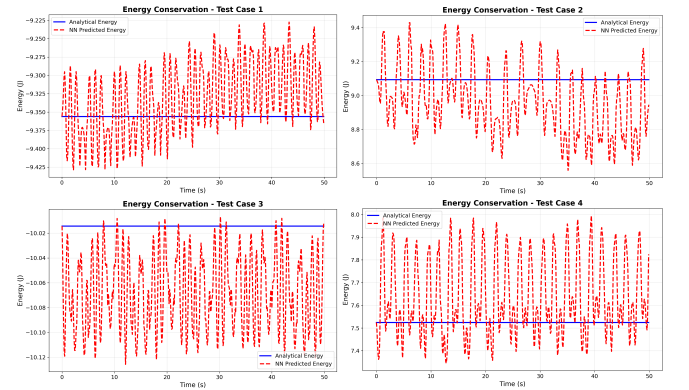 Energy Conservation - Test Case 1
Energy (J)
−9.225
−9.250
−9.275
−9.300
−9.325
−9.350
−9.375
−9.400
−9.425
Analytical Energy
NN Predicted Energy
0 10 20 30 40 50
Time (s)
Energy Conservation - Test Case 2
Energy (J)
9.4
9.2
9.0
8.8
8.6
Analytical Energy
NN Predicted Energy
0 10 20 30 40 50
Time (s)
Energy Conservation - Test Case 3
Energy (J)
−10.02
−10.04
−10.06
−10.08
−10.10
−10.12
Analytical Energy
NN Predicted Energy
0 10 20 30 40 50
Time (s)
Energy Conservation - Test Case 4
Energy (J)
8.0
7.9
7.8
7.7
7.6
7.5
7.4
Analytical Energy
NN Predicted Energy
0 10 20 30 40 50
Time (s)